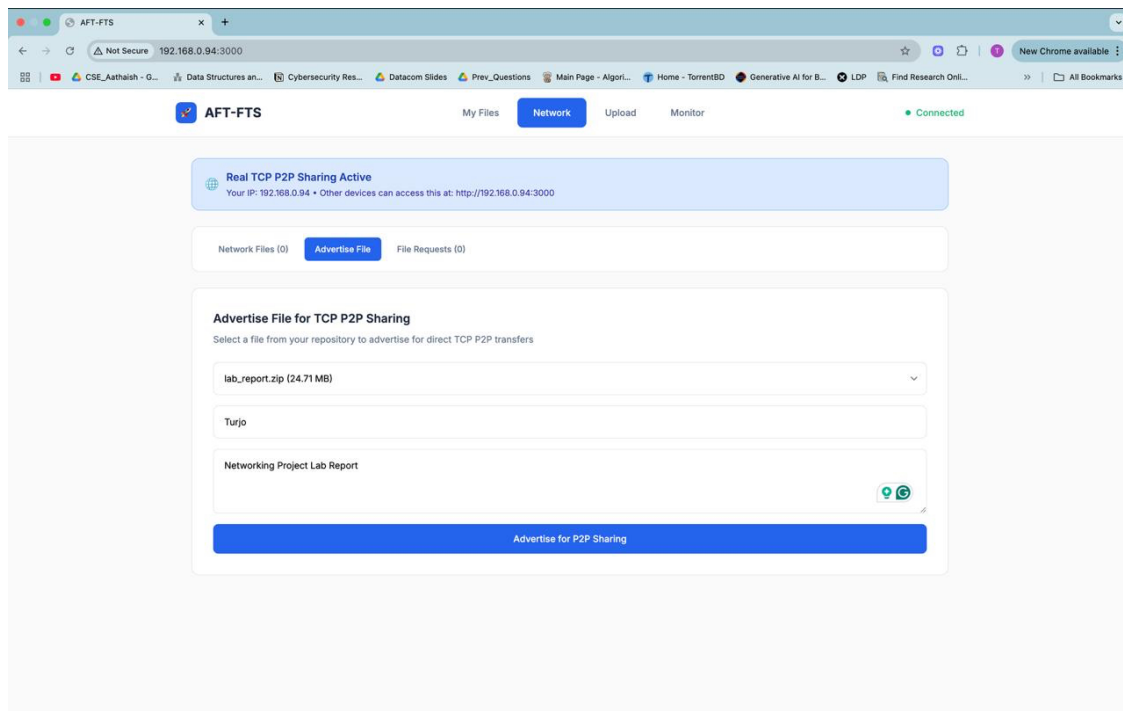 AFT-FTS
Not Secure 192.168.0.94:3000
New Chrome available
CSE_Aathaish - G... Data Structures an... Cybersecurity Res... Datacom Slides Prev_Questions Main Page - Algori... Home - TorrentBD Generative AI for B... LDP Find Research Onli... All Bookmarks
AFT-FTS My Files Network Upload Monitor Connected
Real TCP P2P Sharing Active
Your IP: 192.168.0.94 • Other devices can access this at: http://192.168.0.94:3000
Network Files (0) Advertise File File Requests (0)
Advertise File for TCP P2P Sharing
Select a file from your repository to advertise for direct TCP P2P transfers
lab_report.zip (24.71 MB)
Turjo
Networking Project Lab Report
Advertise for P2P Sharing